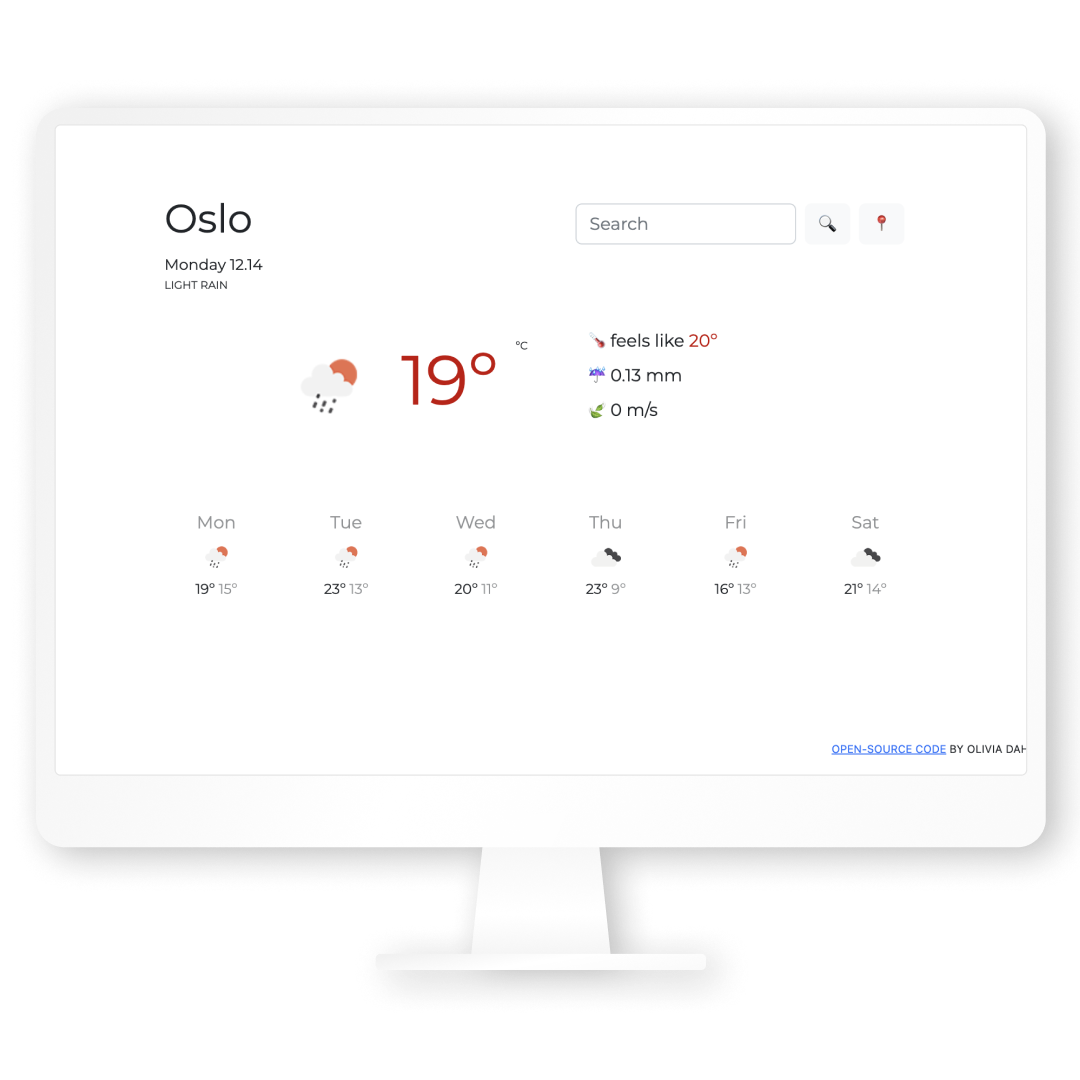 Oslo
Search
Monday 12.14
LIGHT RAIN
19°
°C
feels like 20°
0.13 mm
0 m/s
Mon Tue Wed Thu Fri Sat
19° 15° 23° 13° 20° 11° 23° 9° 16° 13° 21° 14°
OPEN-SOURCE CODE BY OLIVIA DAH